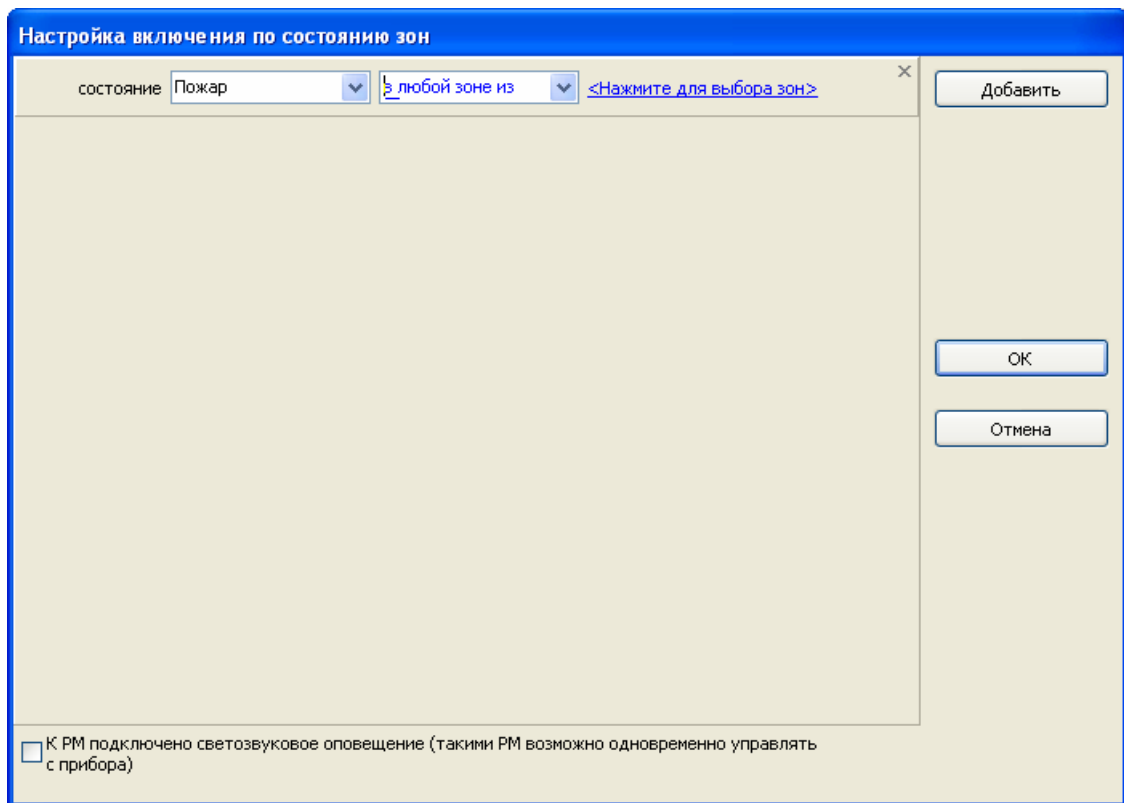 Настройка включения по состоянию зон
состояние Пожар в любой зоне из <Нажмите для выбора зон>
Добавить
ОК
Отмена
К РМ подключено светозвуковое оповещение (такими РМ возможно одновременно управлять
с прибора)